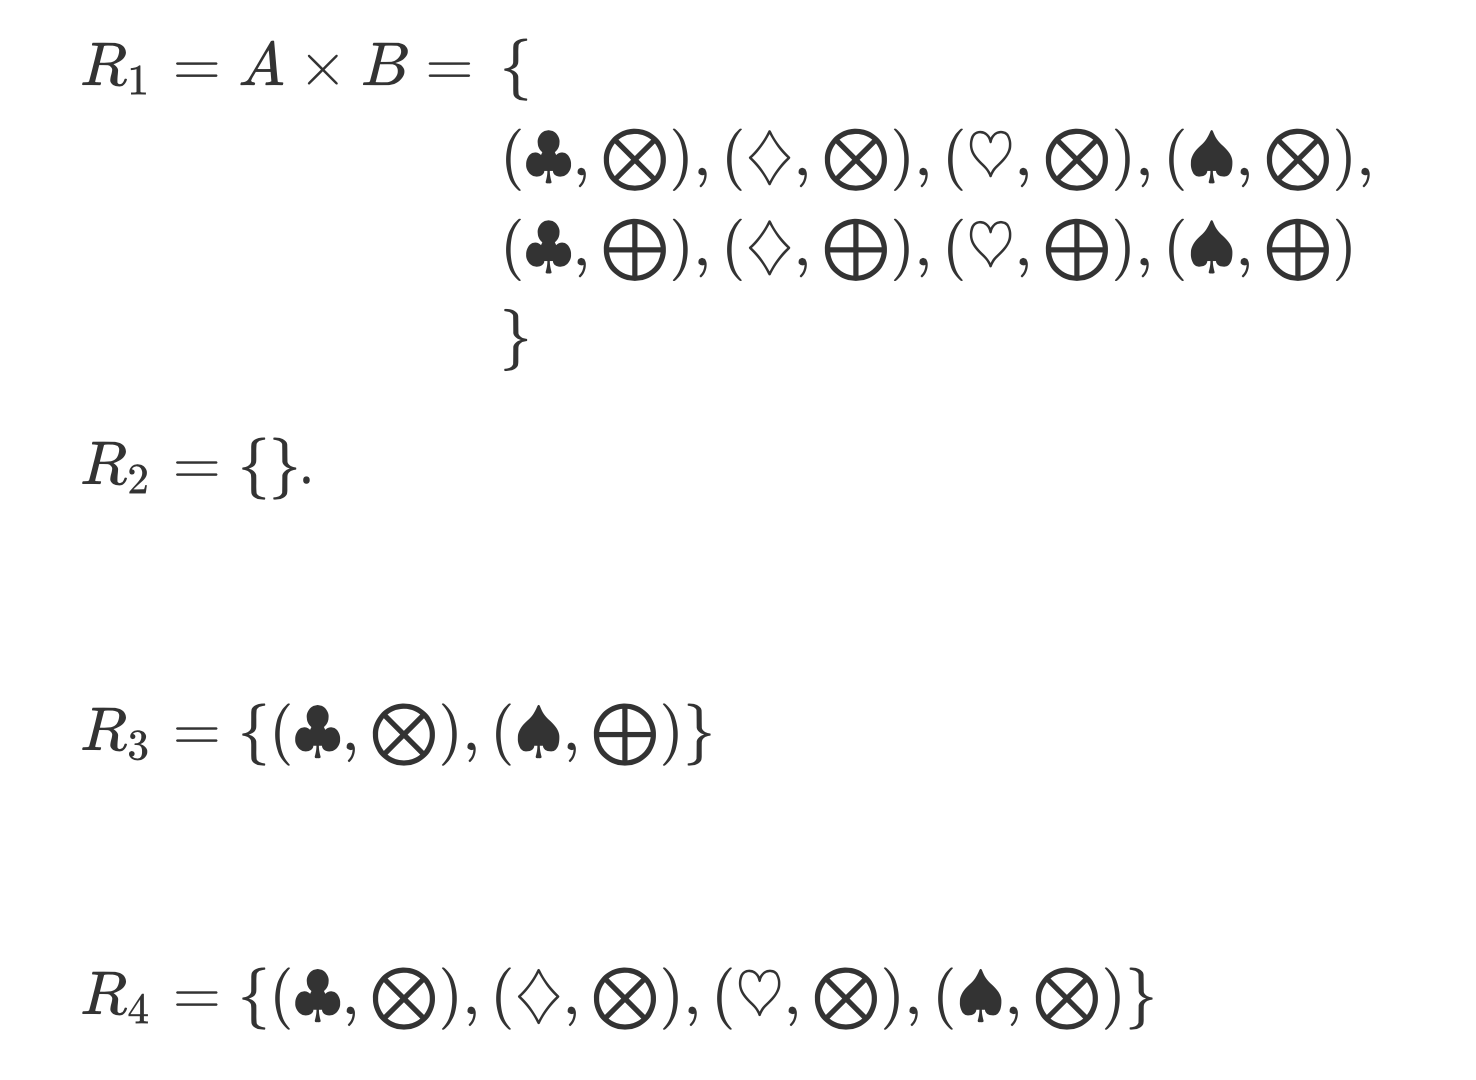 R₁ = A × B = {
(♣, ⊗), (♢, ⊗), (♡, ⊗), (♠, ⊗),
(♣, ⊕), (♢, ⊕), (♡, ⊕), (♠, ⊕)
}
R₂ = {}.
R₃ = {(♣, ⊗), (♠, ⊕)}
R₄ = {(♣, ⊗), (♢, ⊗), (♡, ⊗), (♠, ⊗)}